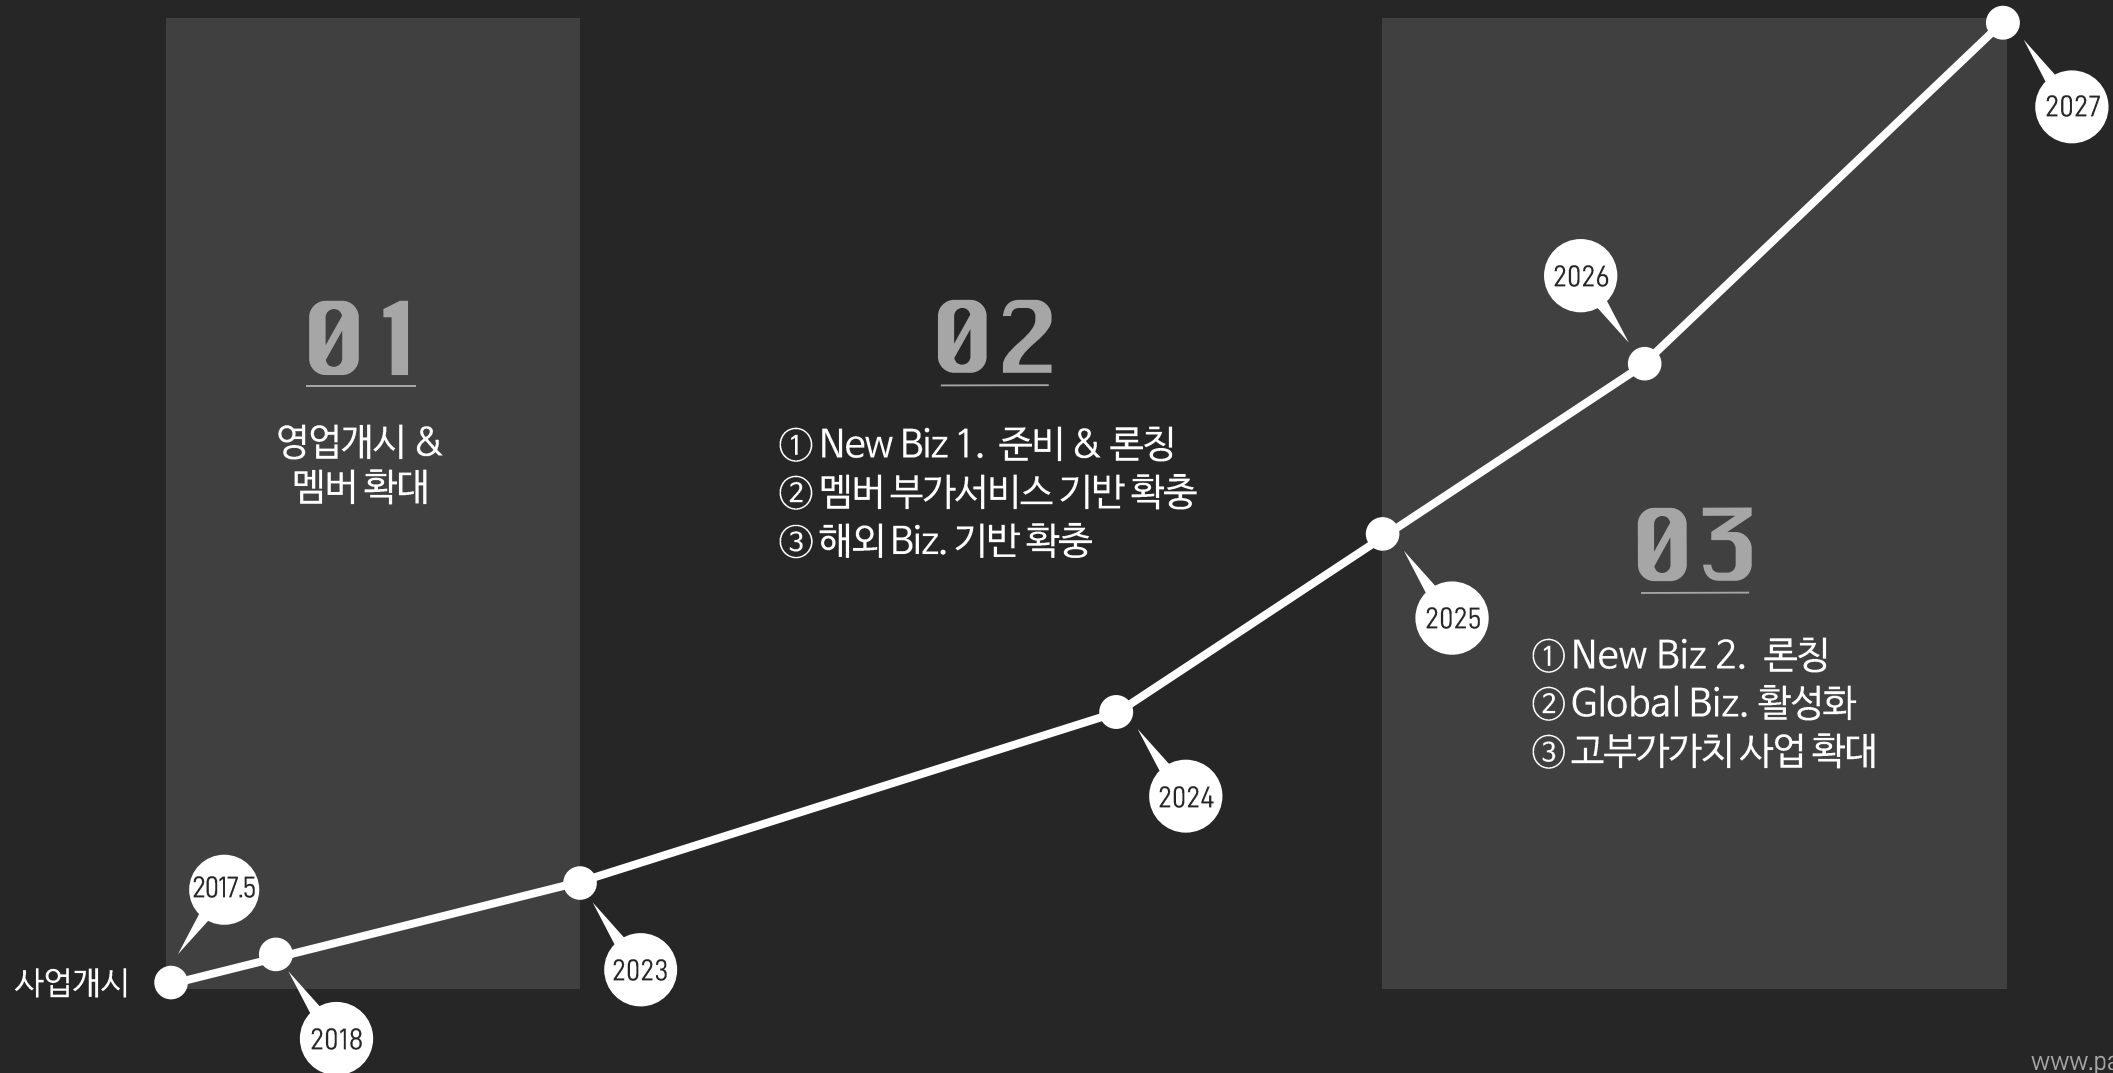 01
영업개시 &
멤버 확대
02
① New Biz 1. 준비 & 론칭
② 멤버 부가서비스 기반 확충
③ 해외 Biz. 기반 확충
03
① New Biz 2. 론칭
② Global Biz. 활성화
③ 고부가가치 사업 확대
사업개시
2017.5
2018
2023
2024
2025
2026
2027
www.pa